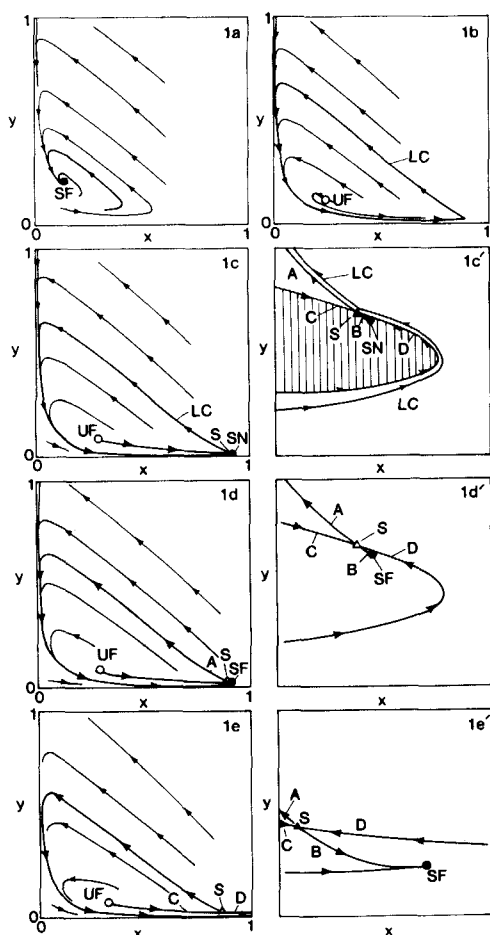 1 1a
y
SF
0
0 x 1
1 1b
y
LC
UF
0
0 x 1
1 1c
y
LC
UF S SN
0
0 x 1
1c'
A LC
y
C S B SN D
LC
x
1 1d
y
UF A S SF
0
0 x 1
1d'
A S
y
C D
B SF
x
1 1e
y
UF C S D
0
0 x 1
1e'
y
A S D
C B
SF
x